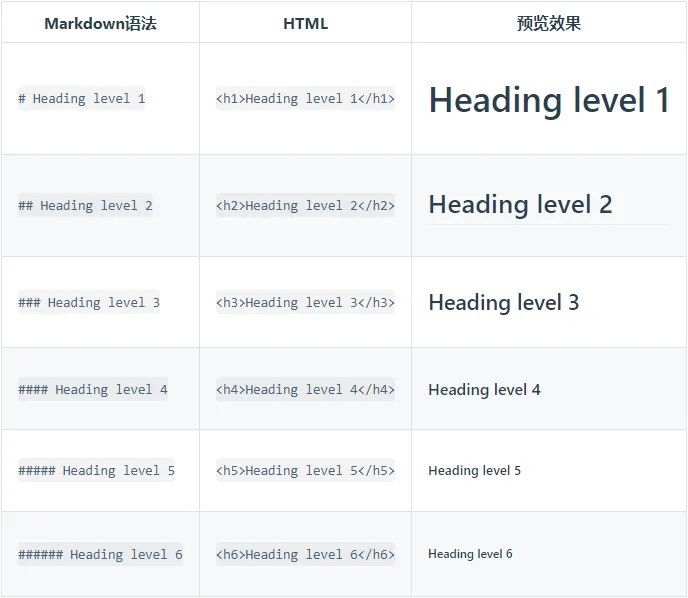 Markdown语法 HTML 预览效果
# Heading level 1 <h1>Heading level 1</h1> Heading level 1
## Heading level 2 <h2>Heading level 2</h2> Heading level 2
### Heading level 3 <h3>Heading level 3</h3> Heading level 3
#### Heading level 4 <h4>Heading level 4</h4> Heading level 4
##### Heading level 5 <h5>Heading level 5</h5> Heading level 5
###### Heading level 6 <h6>Heading level 6</h6> Heading level 6